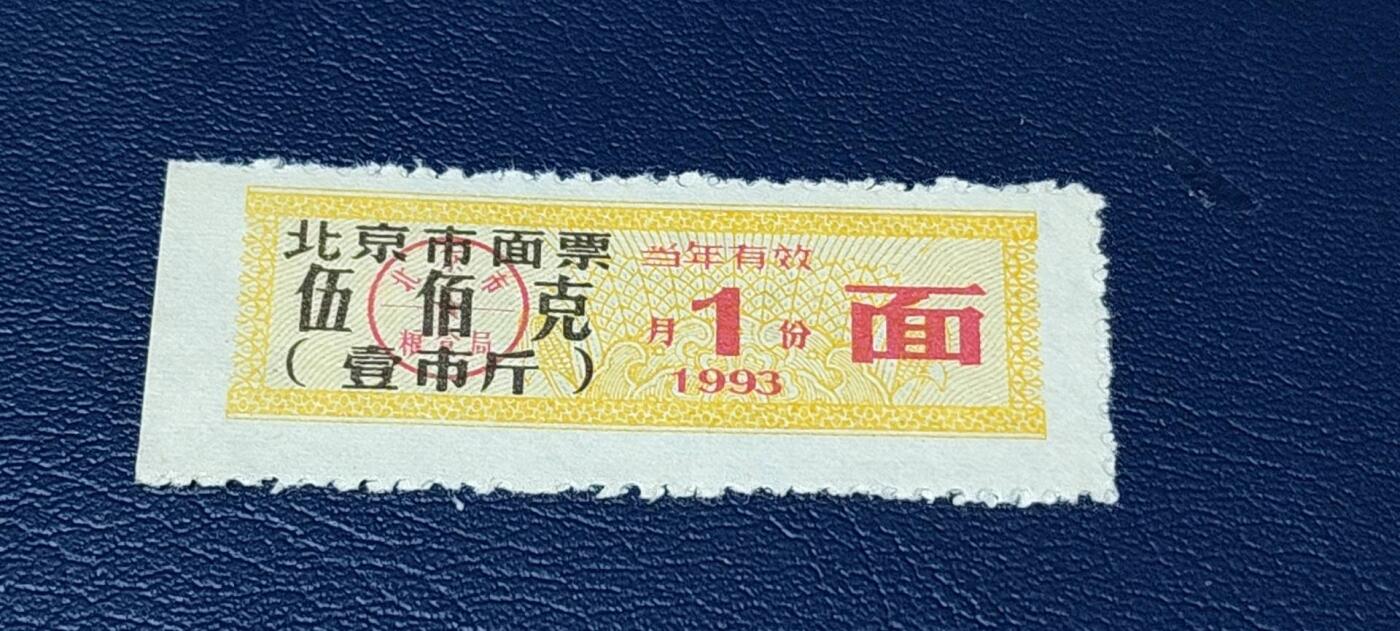 北京市面票
伍佰克
(壹市斤)
北京市
粮食局
当年有效
1月份
1993
面